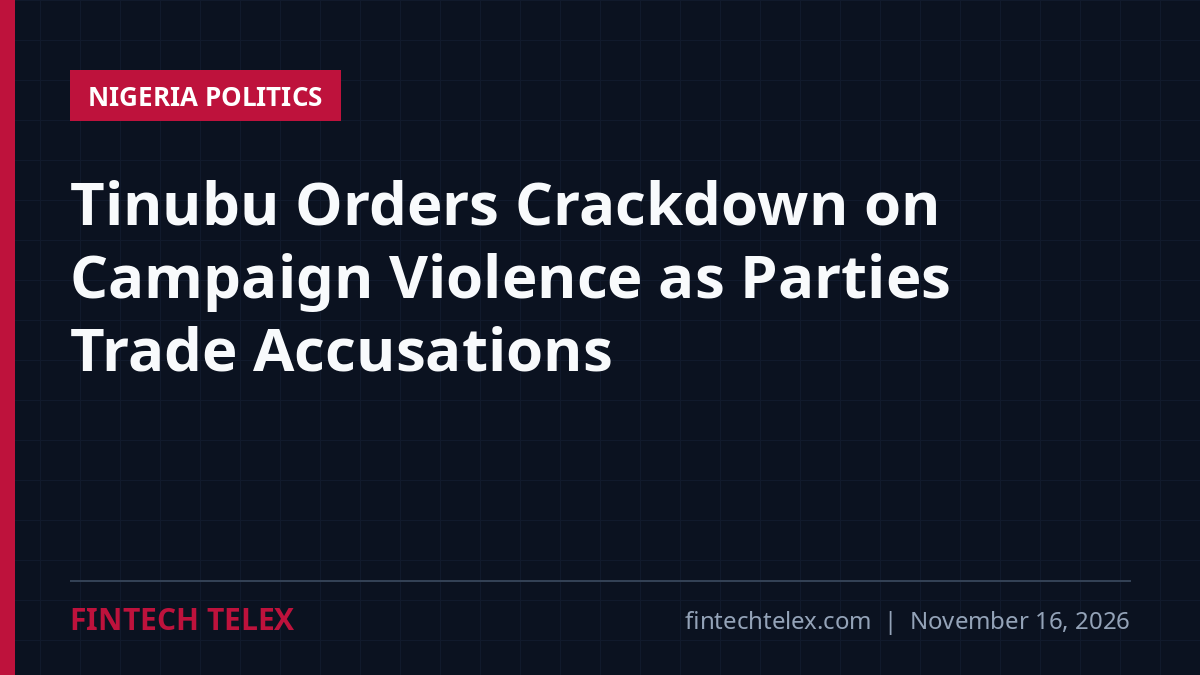 NIGERIA POLITICS
Tinubu Orders Crackdown on
Campaign Violence as Parties
Trade Accusations
FINTECH TELEX
fintechtelex.com | November 16, 2026